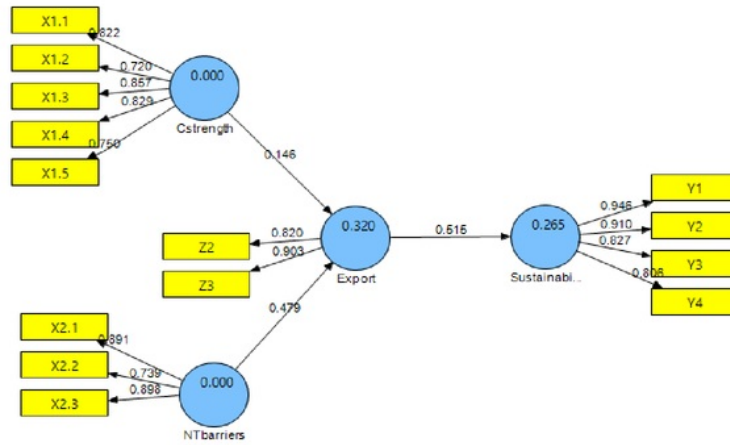 X1.1
0.822
X1.2
0.720
X1.3
0.857
X1.4
0.829
X1.5
0.750
0.000
Cstrength
0.146
Z2
0.820
Z3
0.903
0.320
Export
0.515
0.265
Sustainabi...
0.946
Y1
0.910
Y2
0.827
Y3
0.806
Y4
0.479
X2.1
0.891
X2.2
0.739
X2.3
0.898
0.000
NTbarriers